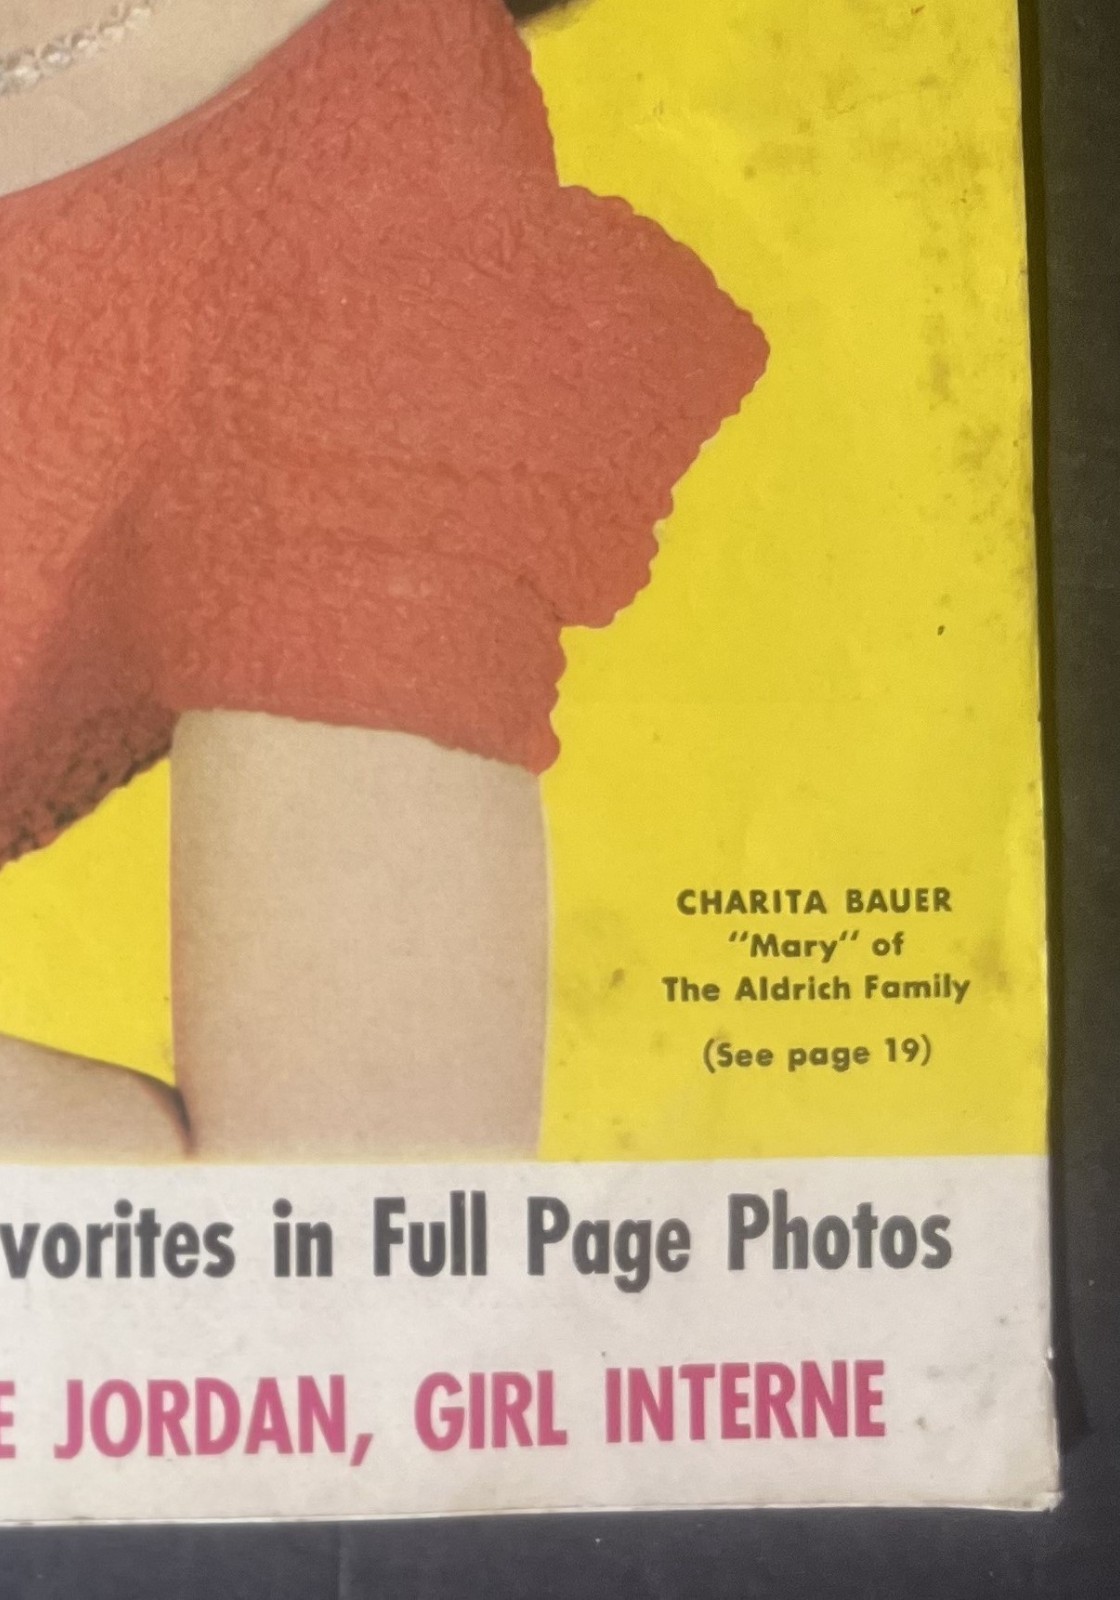 CHARITA BAUER
"Mary" of
The Aldrich Family
(See page 19)
vorites in Full Page Photos
E JORDAN, GIRL INTERNE